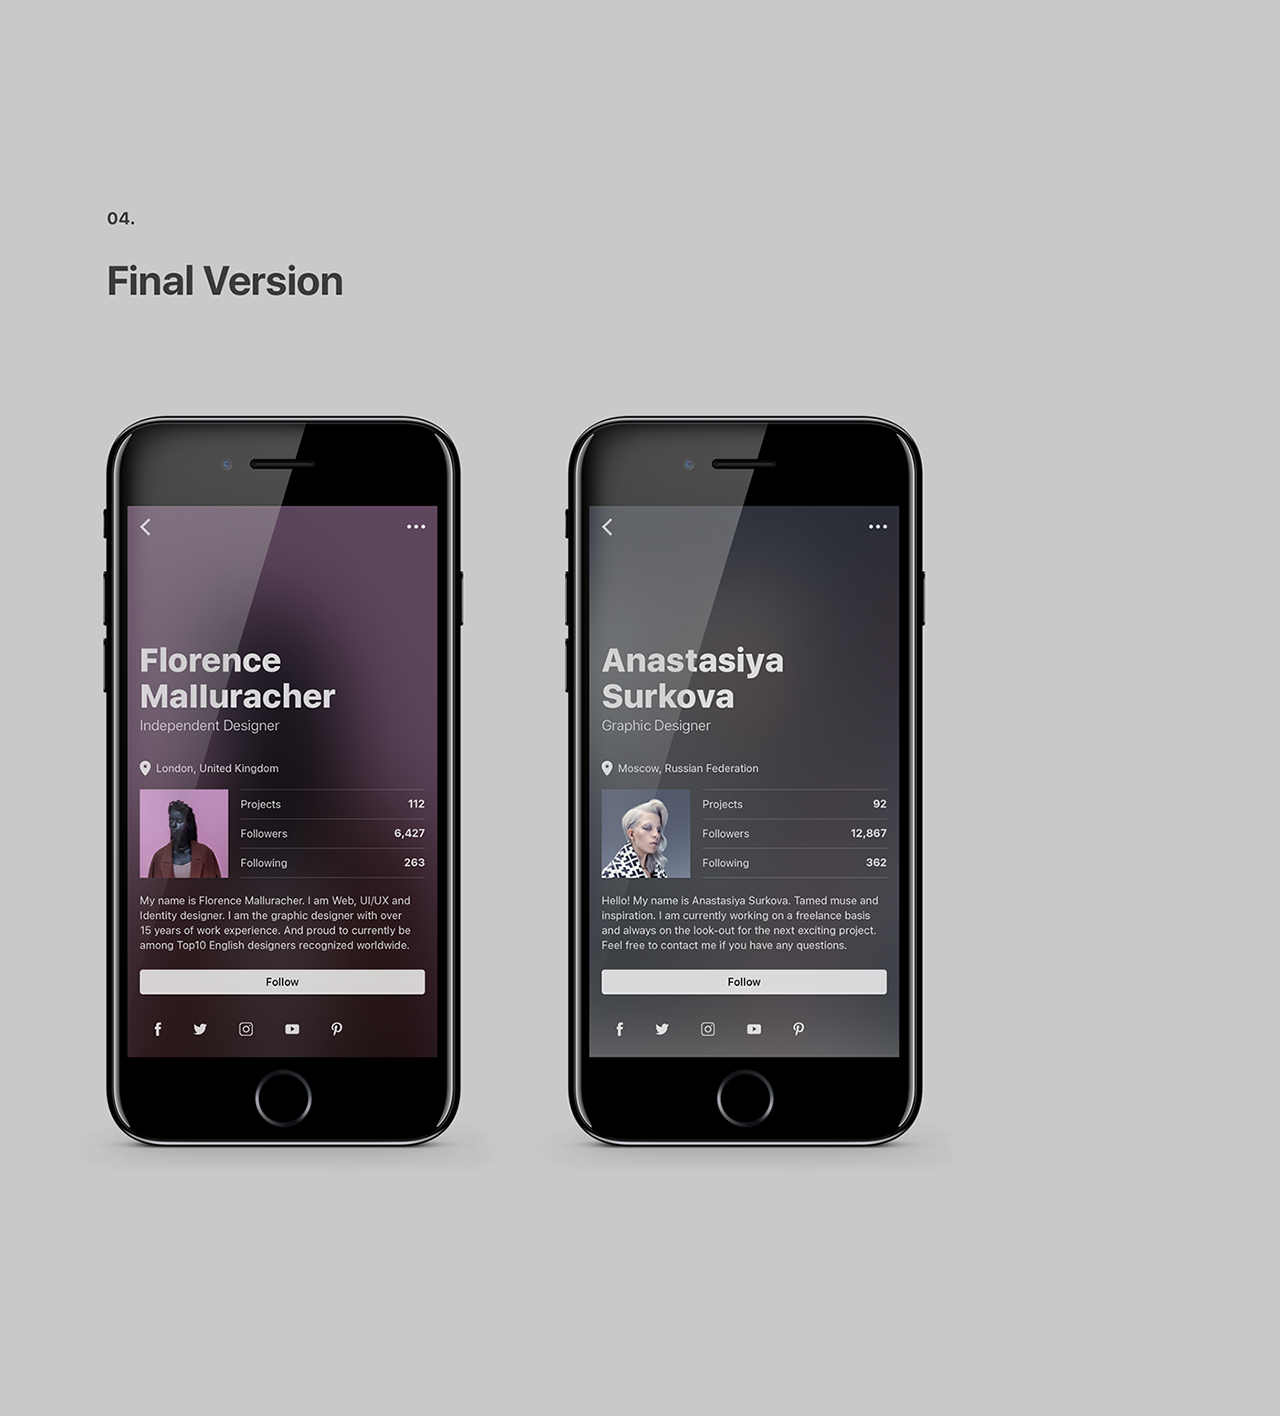 04.
Final Version
Florence
Malluracher
Independent Designer
London, United Kingdom
Projects 112
Followers 6,427
Following 263
My name is Florence Malluracher. I am Web, UI/UX and
Identity designer. I am the graphic designer with over
15 years of work experience. And proud to currently be
among Top10 English designers recognized worldwide.
Follow
Anastasiya
Surkova
Graphic Designer
Moscow, Russian Federation
Projects 92
Followers 12,867
Following 362
Hello! My name is Anastasiya Surkova. Tamed muse and
inspiration. I am currently working on a freelance basis
and always on the look-out for the next exciting project.
Feel free to contact me if you have any questions.
Follow